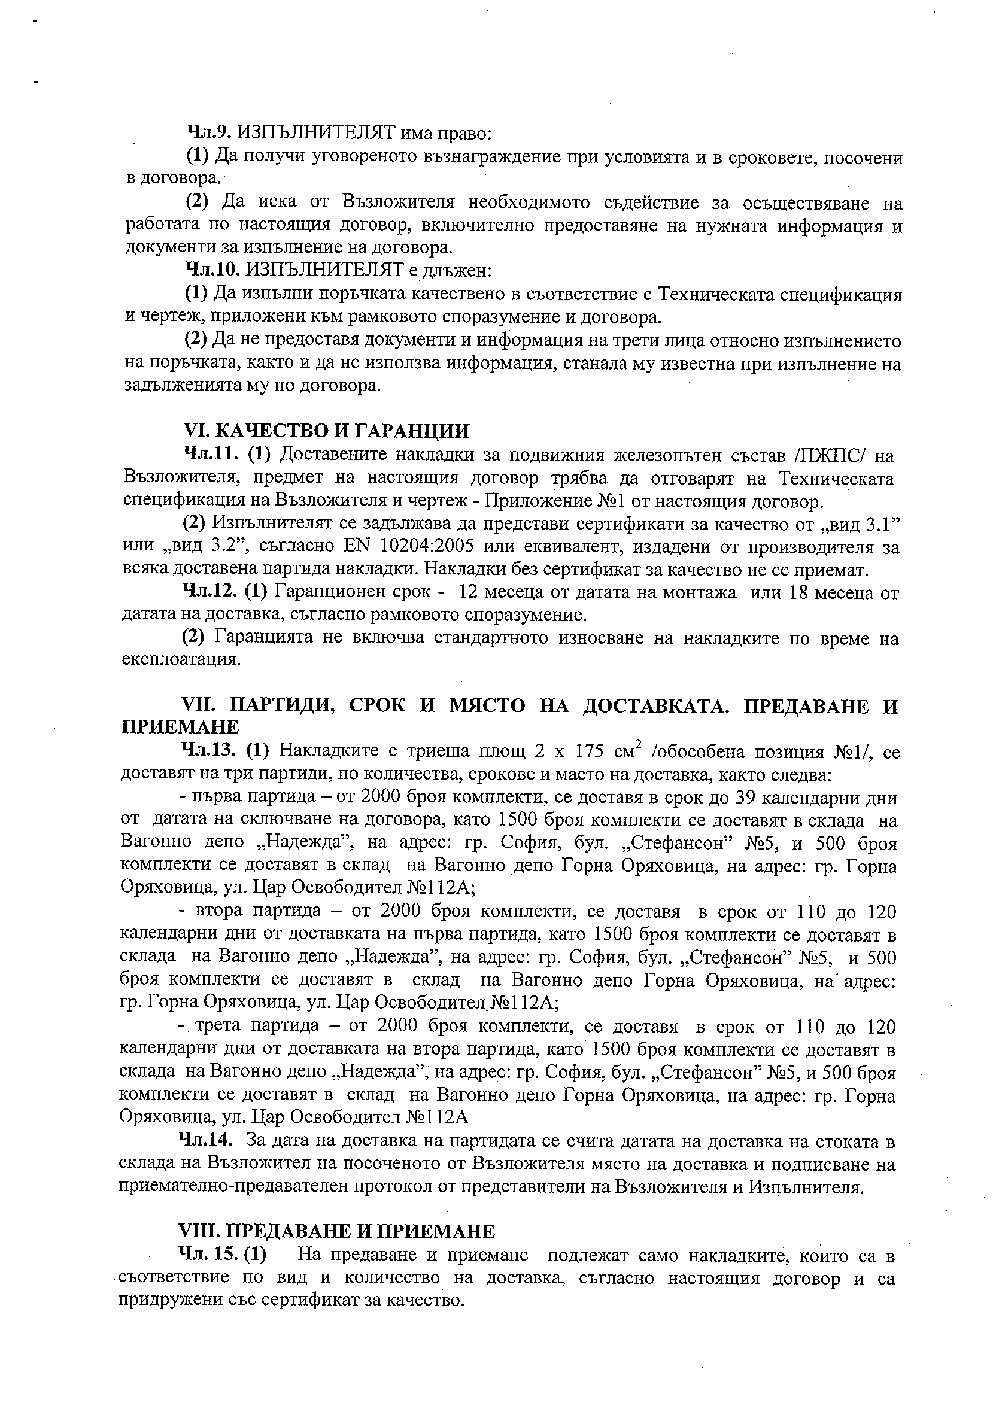 Чл.9. ИЗПЪЛНИТЕЛЯТ има право:
(1) Да получи уговореното възнаграждение при условията и в сроковете, посочени
в договора.
(2) Да иска от Възложителя необходимото съдействие за осъществяване на
работата по настоящия договор, включително предоставяне на нужната информация и
документи за изпълнение на договора.
Чл.10. ИЗПЪЛНИТЕЛЯТ е длъжен:
(1) Да изпълни поръчката качествено в съответствие с Техническата спецификация
и чертеж, приложени към рамковото споразумение и договора.
(2) Да не предоставя документи и информация на трети лица относно изпълнението
на поръчката, както и да не използва информация, станала му известна при изпълнение на
задълженията му по договора.
VI. КАЧЕСТВО И ГАРАНЦИИ
Чл.11. (1) Доставените накладки за подвижния железопътен състав /ПЖПС/ на
Възложителя, предмет на настоящия договор трябва да отговарят на Техническата
спецификация на Възложителя и чертеж - Приложение №1 от настоящия договор.
(2) Изпълнителят се задължава да представи сертификати за качество от „вид 3.1”
или „вид 3.2”, съгласно EN 10204:2005 или еквивалент, издадени от производителя за
всяка доставена партида накладки. Накладки без сертификат за качество не се приемат.
Чл.12. (1) Гаранционен срок - 12 месеца от датата на монтажа или 18 месеца от
датата на доставка, съгласно рамковото споразумение.
(2) Гаранцията не включва стандартното износване на накладките по време на
експлоатация.
VII. ПАРТИДИ, СРОК И МЯСТО НА ДОСТАВКАТА. ПРЕДАВАНЕ И
ПРИЕМАНЕ
Чл.13. (1) Накладките с триеща площ 2 х 175 см² /обособена позиция №1/, се
доставят на три партиди, по количества, срокове и масто на доставка, както следва:
- първа партида – от 2000 броя комплекти, се доставя в срок до 39 календарни дни
от датата на сключване на договора, като 1500 броя комплекти се доставят в склада на
Вагонно депо „Надежда”, на адрес: гр. София, бул. „Стефансон” №5, и 500 броя
комплекти се доставят в склад на Вагонно депо Горна Оряховица, на адрес: гр. Горна
Оряховица, ул. Цар Освободител №112А;
- втора партида – от 2000 броя комплекти, се доставя в срок от 110 до 120
календарни дни от доставката на първа партида, като 1500 броя комплекти се доставят в
склада на Вагонно депо „Надежда”, на адрес: гр. София, бул. „Стефансон” №5, и 500
броя комплекти се доставят в склад на Вагонно депо Горна Оряховица, на адрес:
гр. Горна Оряховица, ул. Цар Освободител №112А;
- трета партида – от 2000 броя комплекти, се доставя в срок от 110 до 120
календарни дни от доставката на втора партида, като 1500 броя комплекти се доставят в
склада на Вагонно депо „Надежда”, на адрес: гр. София, бул. „Стефансон” №5, и 500 броя
комплекти се доставят в склад на Вагонно депо Горна Оряховица, на адрес: гр. Горна
Оряховица, ул. Цар Освободител №112А
Чл.14. За дата на доставка на партидата се счита датата на доставка на стоката в
склада на Възложител на посоченото от Възложителя място на доставка и подписване на
приемателно-предавателен протокол от представители на Възложителя и Изпълнителя.
VIII. ПРЕДАВАНЕ И ПРИЕМАНЕ
Чл. 15. (1) На предаване и приемане подлежат само накладките, които са в
съответствие по вид и количество на доставка, съгласно настоящия договор и са
придружени със сертификат за качество.